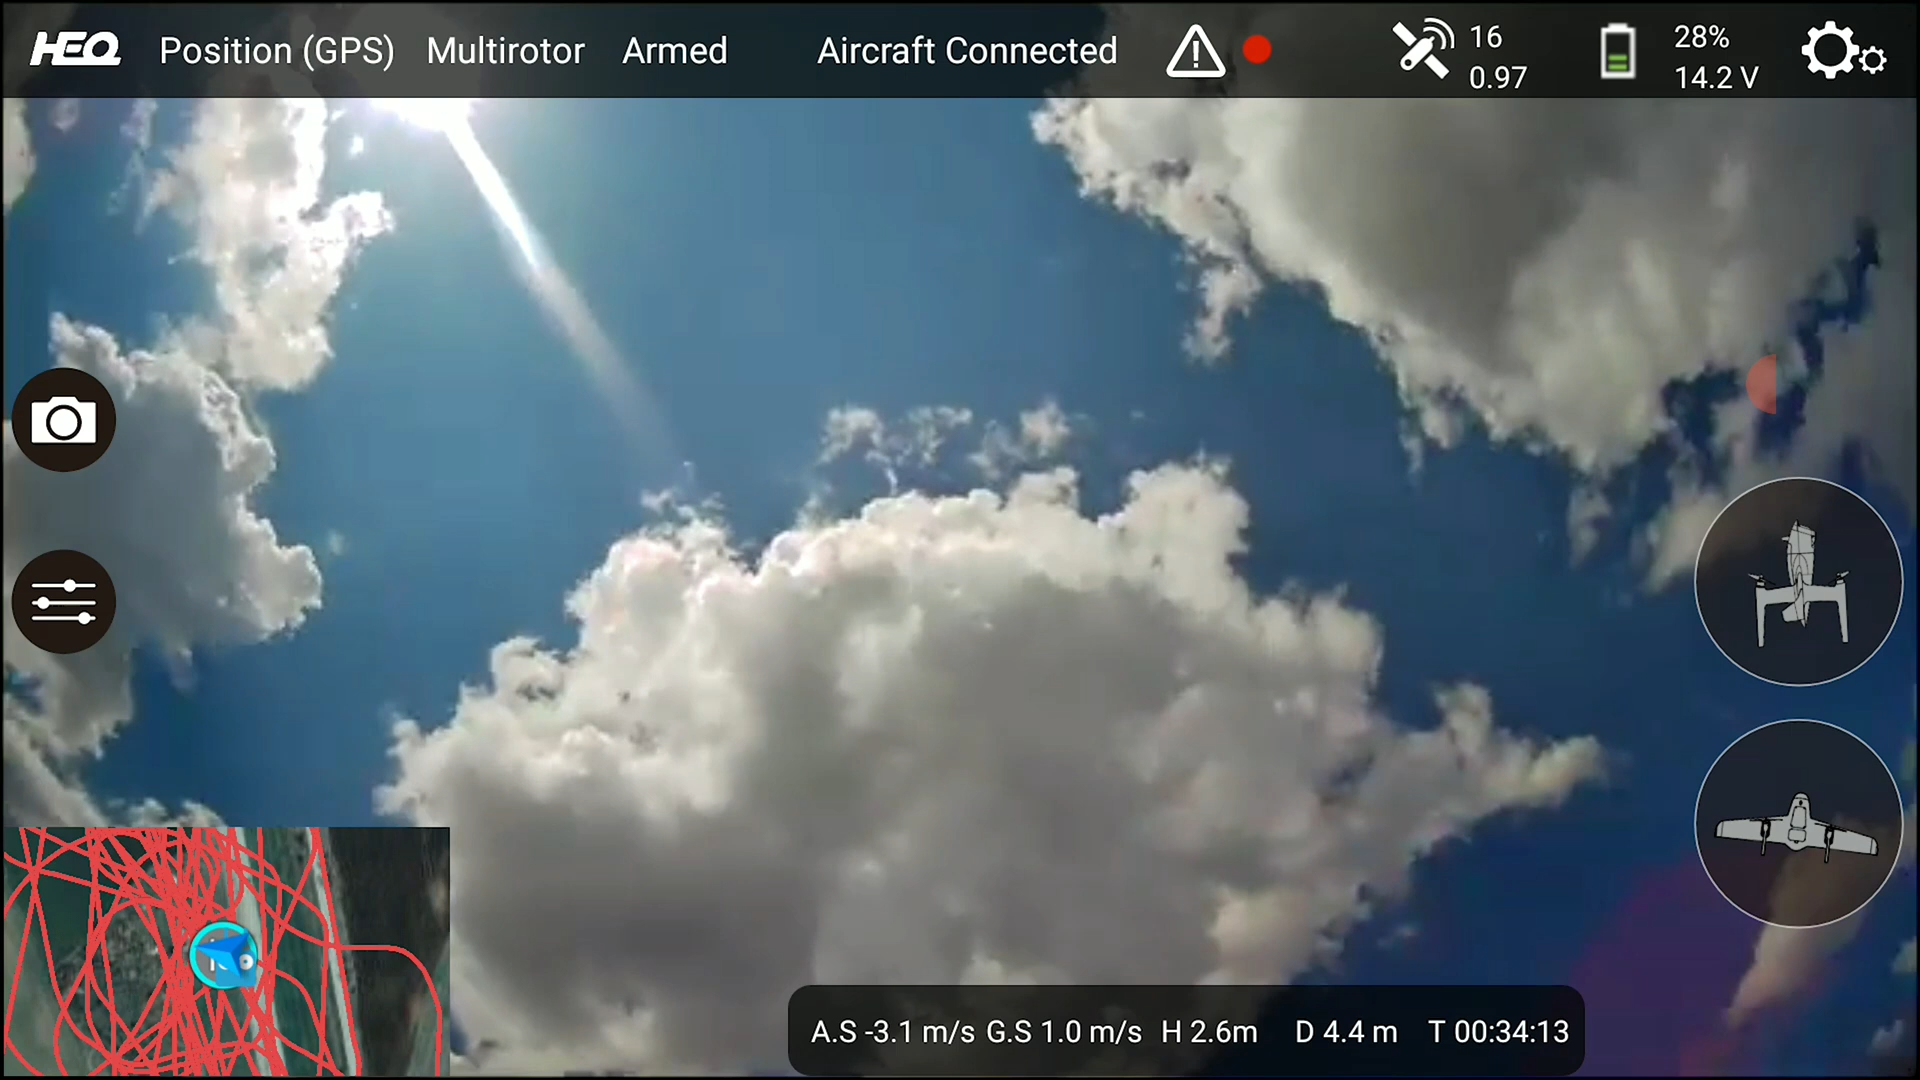 HEQ Position (GPS) Multirotor Armed Aircraft Connected 16 28%
0.97 14.2 V
A.S -3.1 m/s G.S 1.0 m/s H 2.6m D 4.4 m T 00:34:13